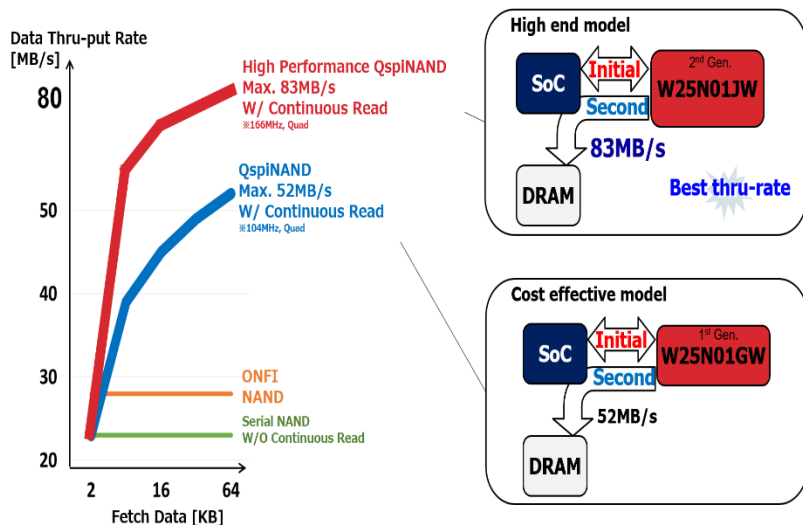 Data Thru-put Rate
[MB/s]
80
50
40
30
20
2
16
64
Fetch Data [KB]
High Performance QspiNAND
Max. 83MB/s
W/ Continuous Read
※166MHz, Quad
QspiNAND
Max. 52MB/s
W/ Continuous Read
※104MHz, Quad
ONFI
NAND
Serial NAND
W/O Continuous Read
High end model
SoC
Initial
2nd Gen.
W25N01JW
Second
83MB/s
DRAM
Best thru-rate
Cost effective model
SoC
Initial
1st Gen.
W25N01GW
Second
52MB/s
DRAM